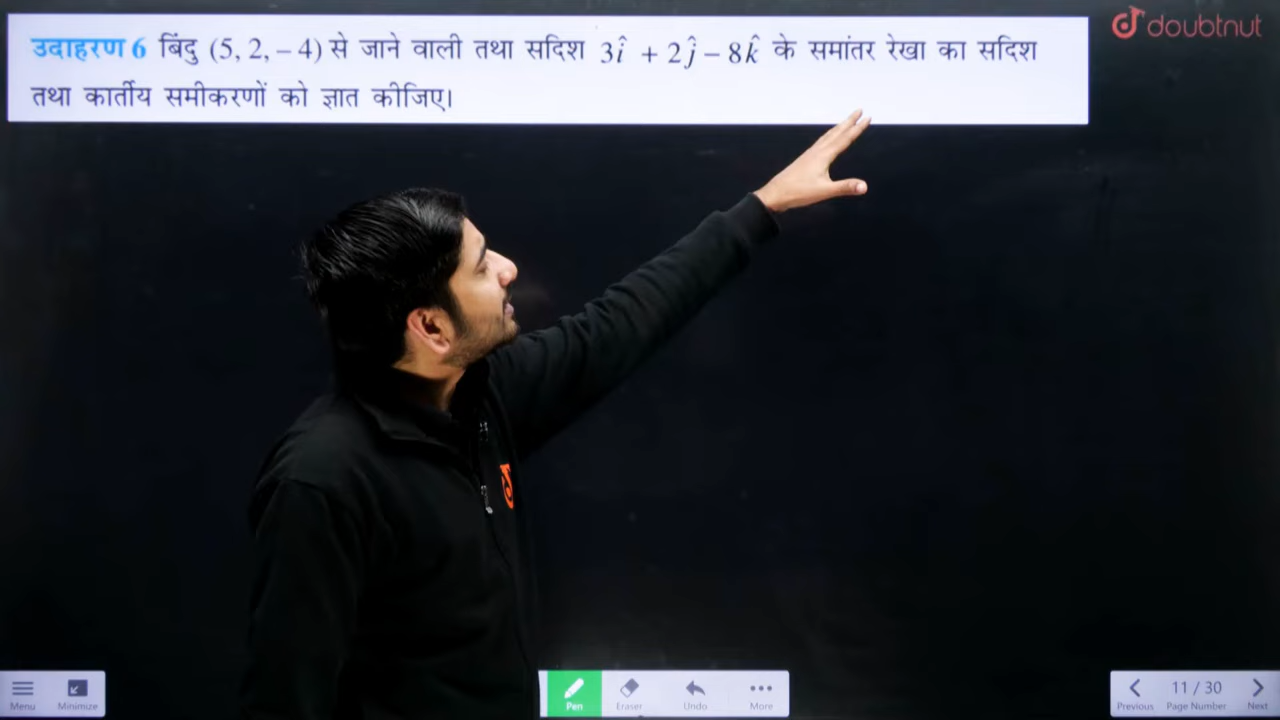 doubtnut
उदाहरण 6 बिंदु (5, 2, – 4) से जाने वाली तथा सदिश 3î + 2ĵ – 8k̂ के समांतर रेखा का सदिश
तथा कार्तीय समीकरणों को ज्ञात कीजिए।
Menu Minimize Pen Eraser Undo More Previous 11 / 30 Page Number Next